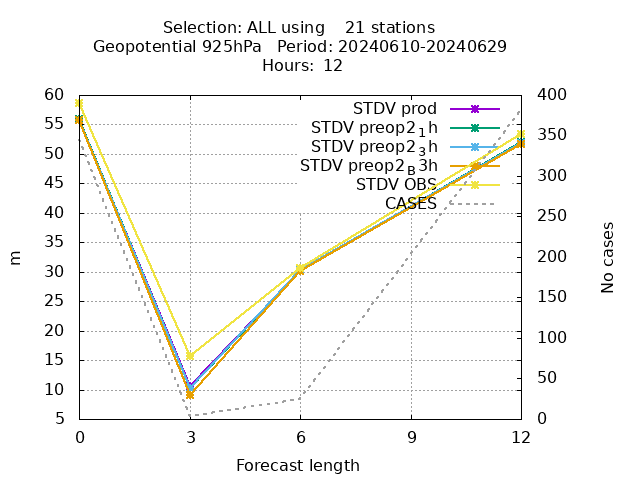 Selection: ALL using    21 stations
Geopotential 925hPa   Period: 20240610-20240629
Hours: 12
STDV prod
STDV preop2₁h
STDV preop2₃h
STDV preop2_B3h
STDV OBS
CASES
60
55
50
45
40
35
30
25
20
15
10
5
m
400
350
300
250
200
150
100
50
0
No cases
0 3 6 9 12
Forecast length